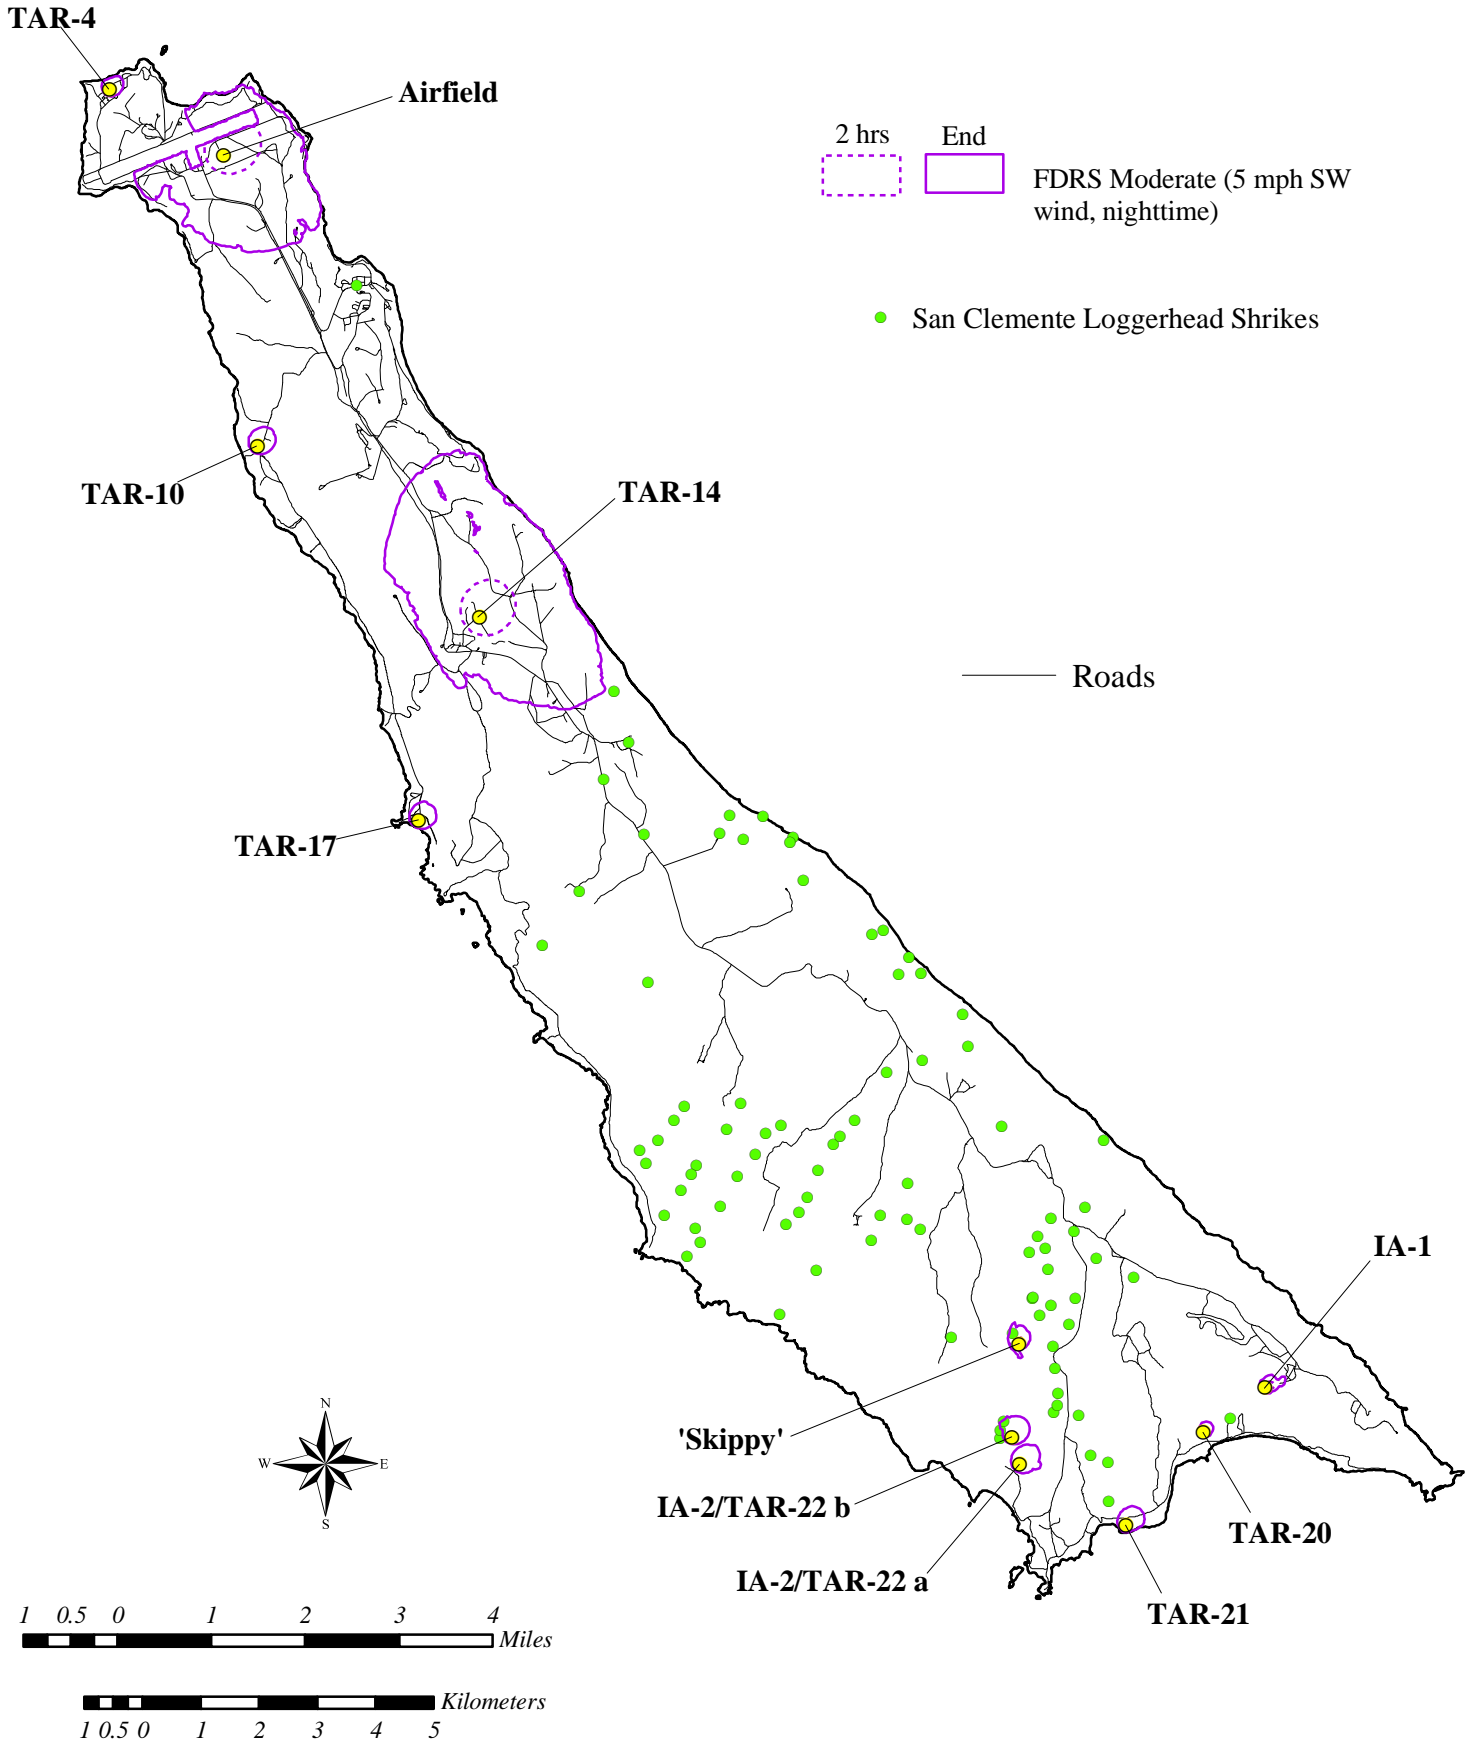 TAR-4
Airfield
2 hrs
End
FDRS Moderate (5 mph SW
wind, nighttime)
San Clemente Loggerhead Shrikes
TAR-10
TAR-14
Roads
TAR-17
IA-1
'Skippy'
IA-2/TAR-22 b
TAR-20
IA-2/TAR-22 a
TAR-21
N
W
E
S
1 0.5 0 1 2 3 4
Miles
Kilometers
1 0.5 0 1 2 3 4 5